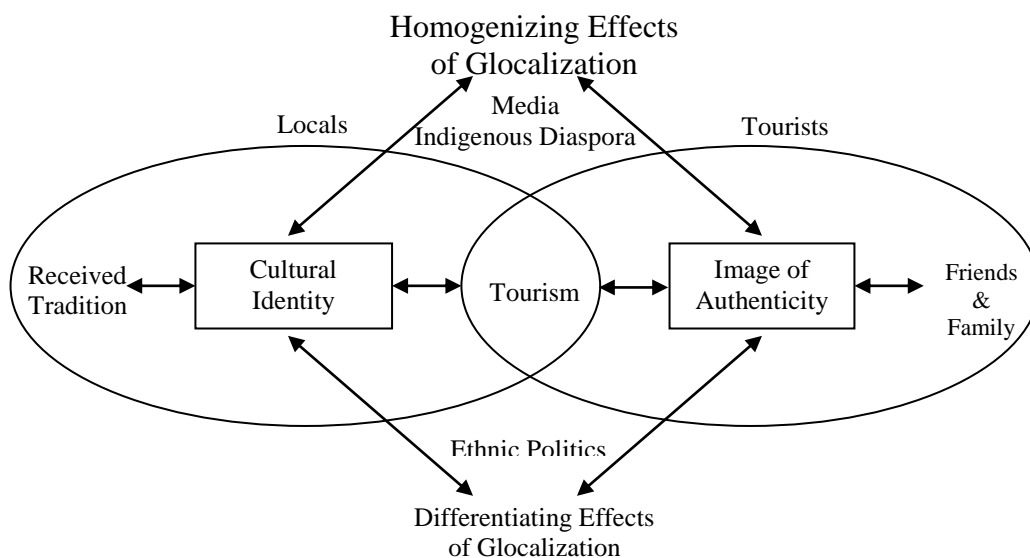 Homogenizing Effects
of Glocalization
Media
Indigenous Diaspora
Locals
Tourists
Received
Tradition
Cultural
Identity
Tourism
Image of
Authenticity
Friends
&
Family
Ethnic Politics
Differentiating Effects
of Glocalization